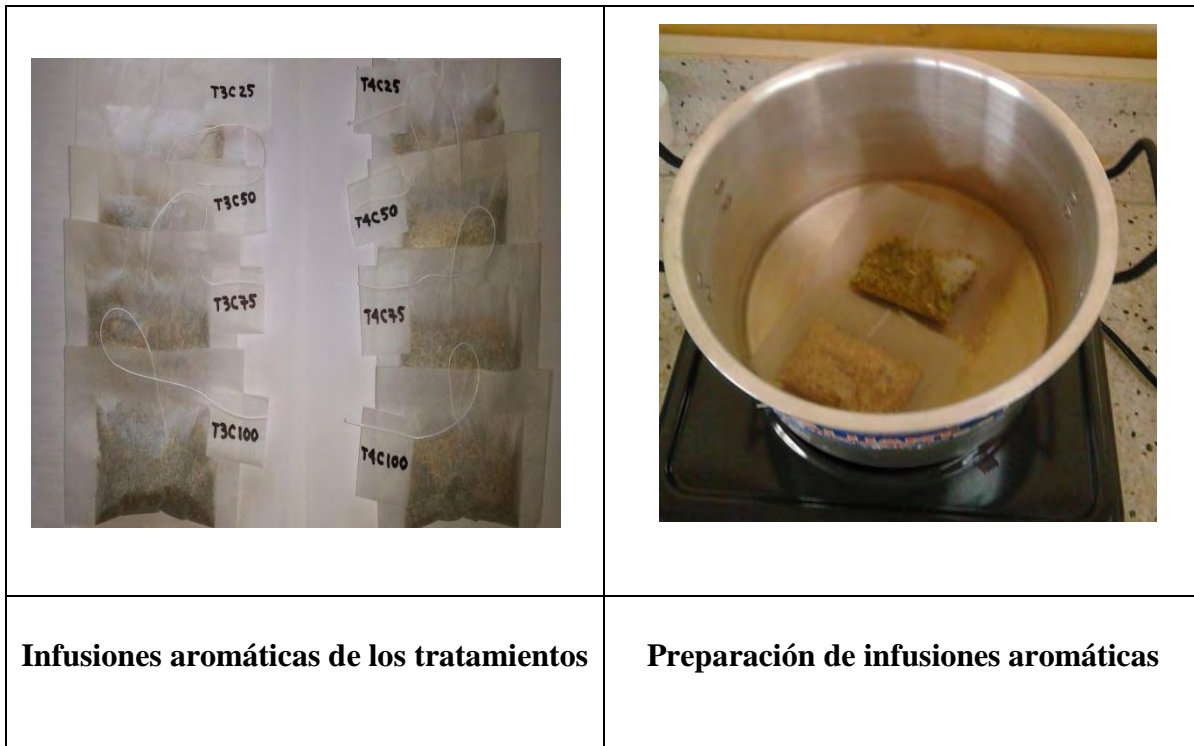 T3C25
T4C25
T3C50
T4C50
T3C75
T4C75
T3C100
T4C100
Infusiones aromáticas de los tratamientos
Preparación de infusiones aromáticas